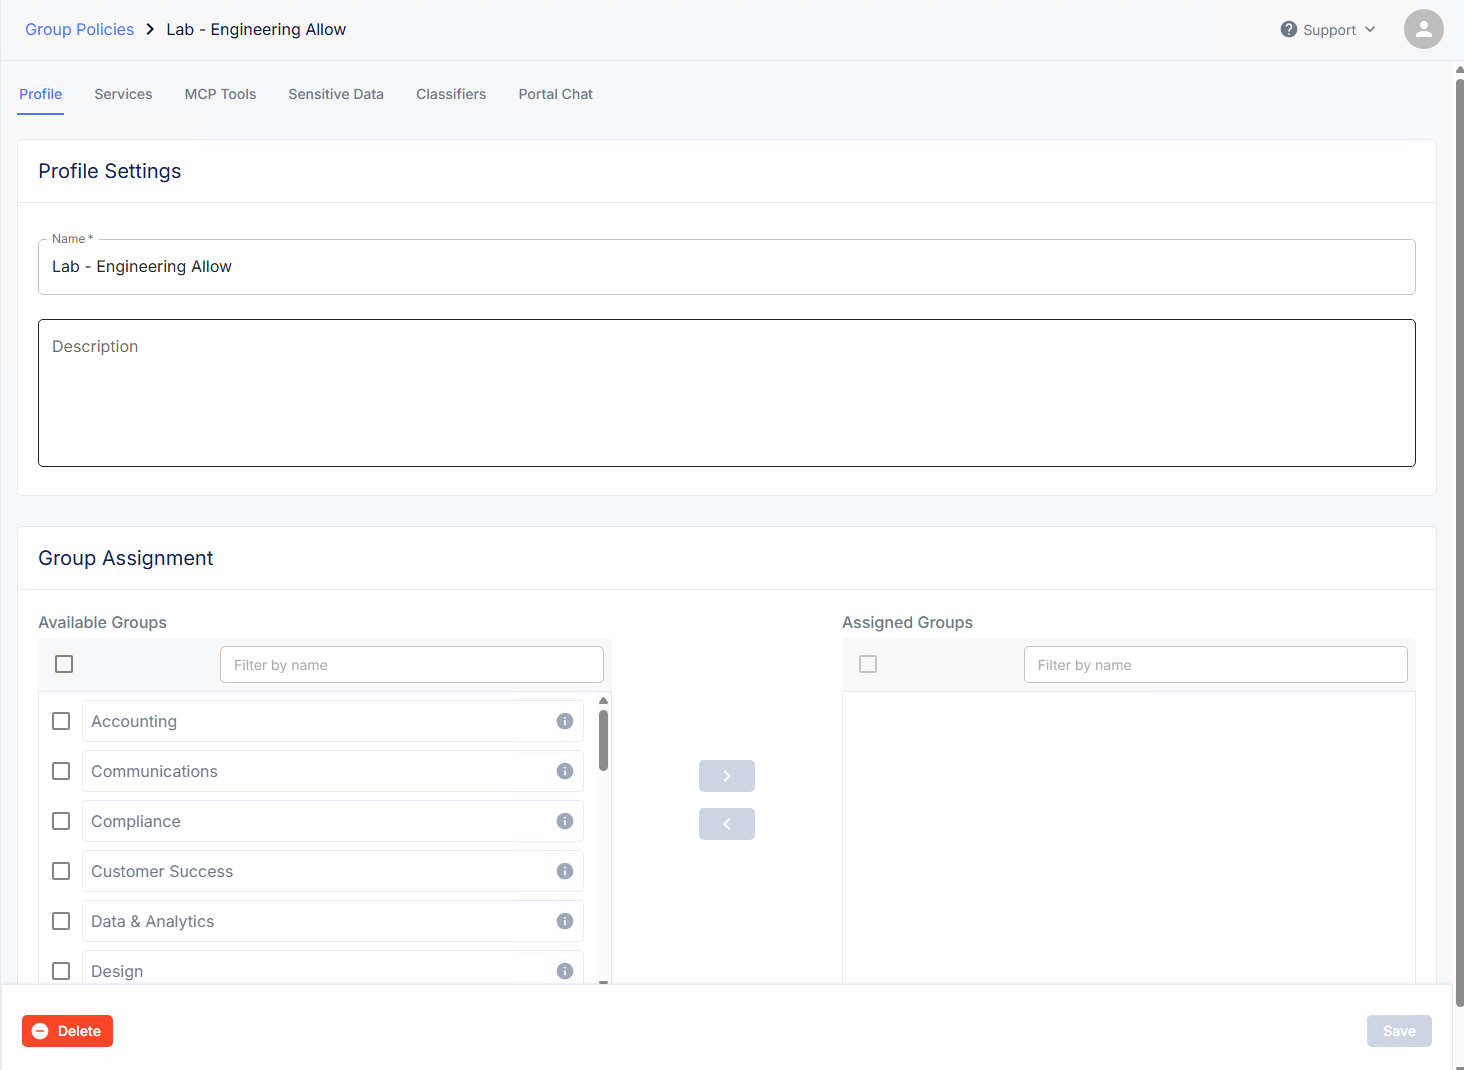 Group Policies > Lab - Engineering Allow
? Support
Profile Services MCP Tools Sensitive Data Classifiers Portal Chat
Profile Settings
Name *
Lab - Engineering Allow
Description
Group Assignment
Available Groups Assigned Groups
Filter by name Filter by name
Accounting
Communications
Compliance
Customer Success
Data & Analytics
Design
Delete Save